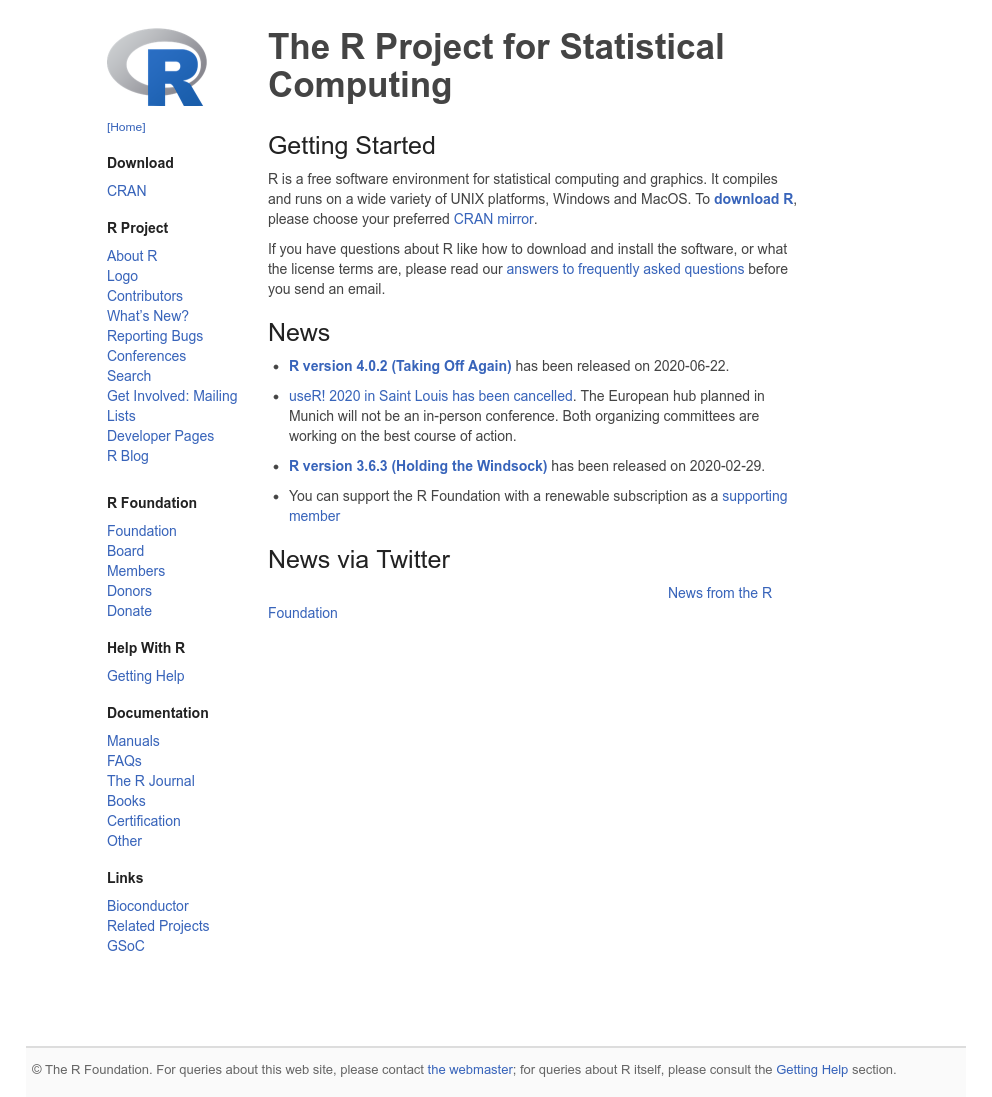 R
[Home]
Download
CRAN
R Project
About R
Logo
Contributors
What's New?
Reporting Bugs
Conferences
Search
Get Involved: Mailing
Lists
Developer Pages
R Blog
R Foundation
Foundation
Board
Members
Donors
Donate
Help With R
Getting Help
Documentation
Manuals
FAQs
The R Journal
Books
Certification
Other
Links
Bioconductor
Related Projects
GSoC
The R Project for Statistical
Computing
Getting Started
R is a free software environment for statistical computing and graphics. It compiles
and runs on a wide variety of UNIX platforms, Windows and MacOS. To download R,
please choose your preferred CRAN mirror.
If you have questions about R like how to download and install the software, or what
the license terms are, please read our answers to frequently asked questions before
you send an email.
News
• R version 4.0.2 (Taking Off Again) has been released on 2020-06-22.
• useR! 2020 in Saint Louis has been cancelled. The European hub planned in
Munich will not be an in-person conference. Both organizing committees are
working on the best course of action.
• R version 3.6.3 (Holding the Windsock) has been released on 2020-02-29.
• You can support the R Foundation with a renewable subscription as a supporting
member
News via Twitter
News from the R
Foundation
© The R Foundation. For queries about this web site, please contact the webmaster; for queries about R itself, please consult the Getting Help section.